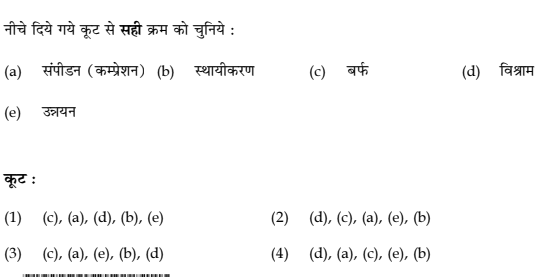 नीचे दिये गये कूट से सही क्रम को चुनिये :
(a) संपीडन (कम्प्रेशन) (b) स्थायीकरण (c) बर्फ (d) विश्राम
(e) उन्नयन
कूट :
(1) (c), (a), (d), (b), (e) (2) (d), (c), (a), (e), (b)
(3) (c), (a), (e), (b), (d) (4) (d), (a), (c), (e), (b)